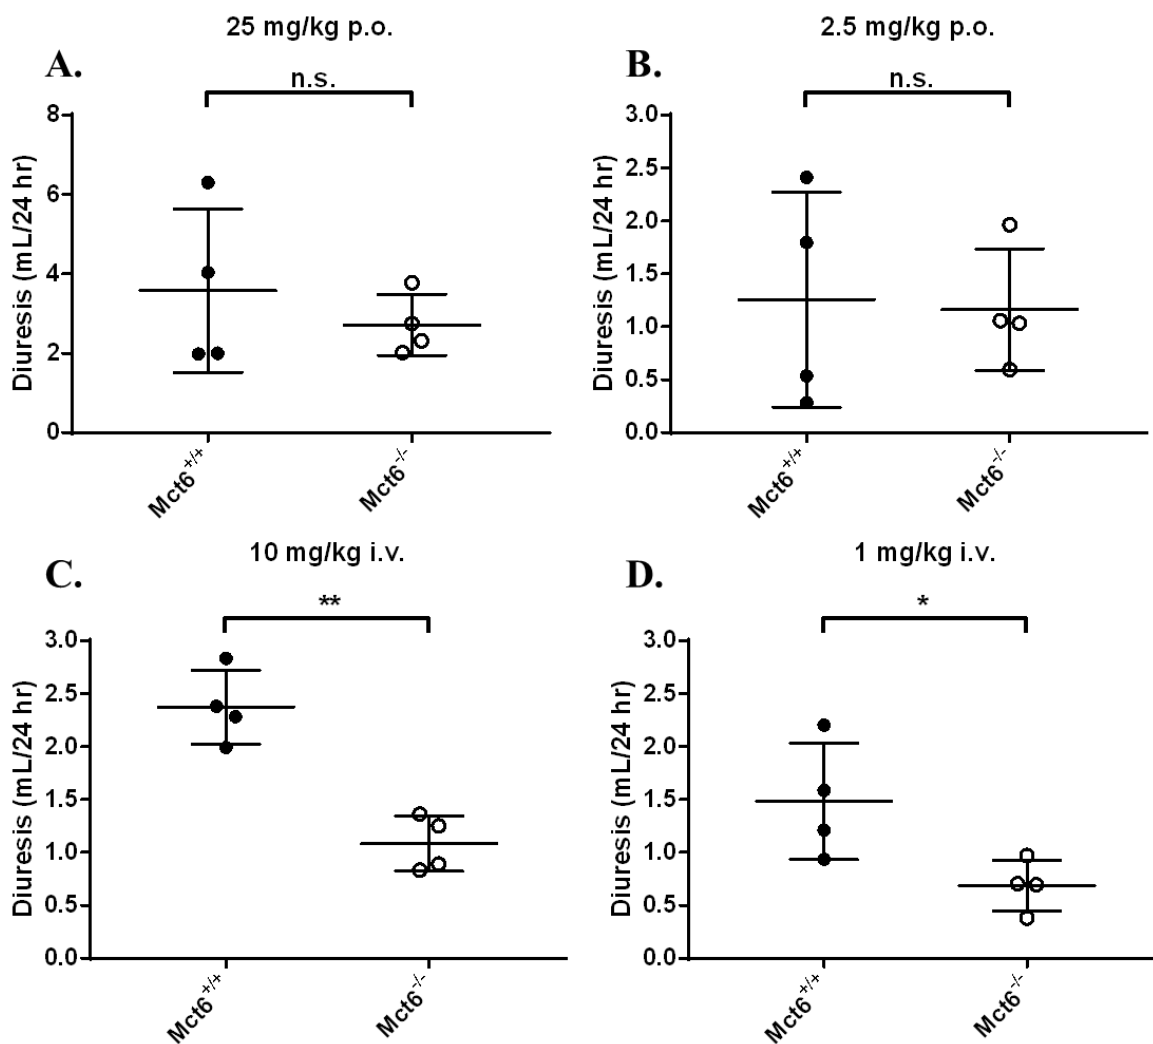 25 mg/kg p.o.
A.
n.s.
8
6
4
2
0
Diuresis (mL/24 hr)
Mct6+/+
Mct6-/-
2.5 mg/kg p.o.
B.
n.s.
3.0
2.5
2.0
1.5
1.0
0.5
0.0
Diuresis (mL/24 hr)
Mct6+/+
Mct6-/-
10 mg/kg i.v.
C.
**
3.0
2.5
2.0
1.5
1.0
0.5
0.0
Diuresis (mL/24 hr)
Mct6+/+
Mct6-/-
1 mg/kg i.v.
D.
*
3.0
2.5
2.0
1.5
1.0
0.5
0.0
Diuresis (mL/24 hr)
Mct6+/+
Mct6-/-